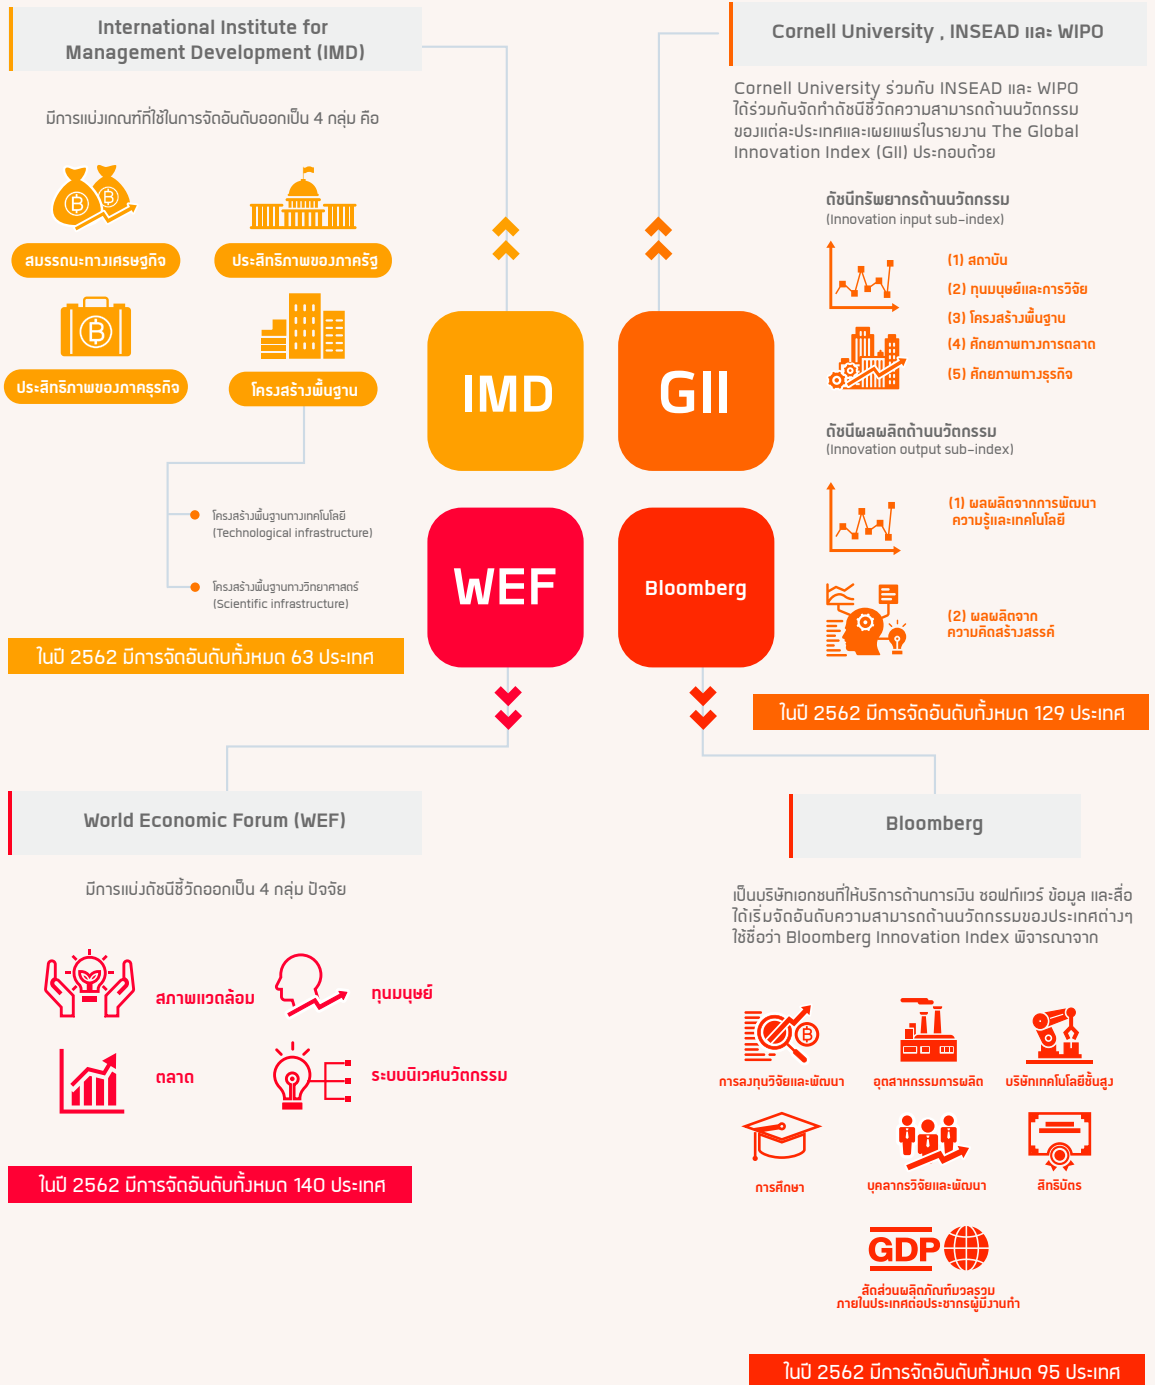 International Institute for
Management Development (IMD)
มีการแบ่งเกณฑ์ที่ใช้ในการจัดอันดับออกเป็น 4 กลุ่ม คือ
สมรรถนะทางเศรษฐกิจ
ประสิทธิภาพของภาครัฐ
ประสิทธิภาพของภาคธุรกิจ
โครงสร้างพื้นฐาน
โครงสร้างพื้นฐานทางเทคโนโลยี
(Technological infrastructure)
โครงสร้างพื้นฐานทางวิทยาศาสตร์
(Scientific infrastructure)
ในปี 2562 มีการจัดอันดับทั้งหมด 63 ประเทศ
IMD
GII
WEF
Bloomberg
Cornell University , INSEAD และ WIPO
Cornell University ร่วมกับ INSEAD และ WIPO
ได้ร่วมกันจัดทำดัชนีชี้วัดความสามารถด้านนวัตกรรม
ของแต่ละประเทศและเผยแพร่ในรายงาน The Global
Innovation Index (GII) ประกอบด้วย
ดัชนีทรัพยากรด้านนวัตกรรม
(Innovation input sub-index)
(1) สถาบัน
(2) ทุนมนุษย์และการวิจัย
(3) โครงสร้างพื้นฐาน
(4) ศักยภาพทางการตลาด
(5) ศักยภาพทางธุรกิจ
ดัชนีผลผลิตด้านนวัตกรรม
(Innovation output sub-index)
(1) ผลผลิตจากการพัฒนา
ความรู้และเทคโนโลยี
(2) ผลผลิตจาก
ความคิดสร้างสรรค์
ในปี 2562 มีการจัดอันดับทั้งหมด 129 ประเทศ
World Economic Forum (WEF)
มีการแบ่งดัชนีชี้วัดออกเป็น 4 กลุ่ม ปัจจัย
สภาพแวดล้อม
ทุนมนุษย์
ตลาด
ระบบนิเวศนวัตกรรม
ในปี 2562 มีการจัดอันดับทั้งหมด 140 ประเทศ
Bloomberg
เป็นบริษัทเอกชนที่ให้บริการด้านการเงิน ซอฟท์แวร์ ข้อมูล และสื่อ
ได้เริ่มจัดอันดับความสามารถด้านนวัตกรรมของประเทศต่างๆ
ใช้ชื่อว่า Bloomberg Innovation Index พิจารณาจาก
การลงทุนวิจัยและพัฒนา
อุตสาหกรรมการผลิต
บริษัทเทคโนโลยีชั้นสูง
การศึกษา
บุคลากรวิจัยและพัฒนา
สิทธิบัตร
GDP
สัดส่วนผลิตภัณฑ์มวลรวม
ภายในประเทศต่อประชากรผู้มีงานทำ
ในปี 2562 มีการจัดอันดับทั้งหมด 95 ประเทศ